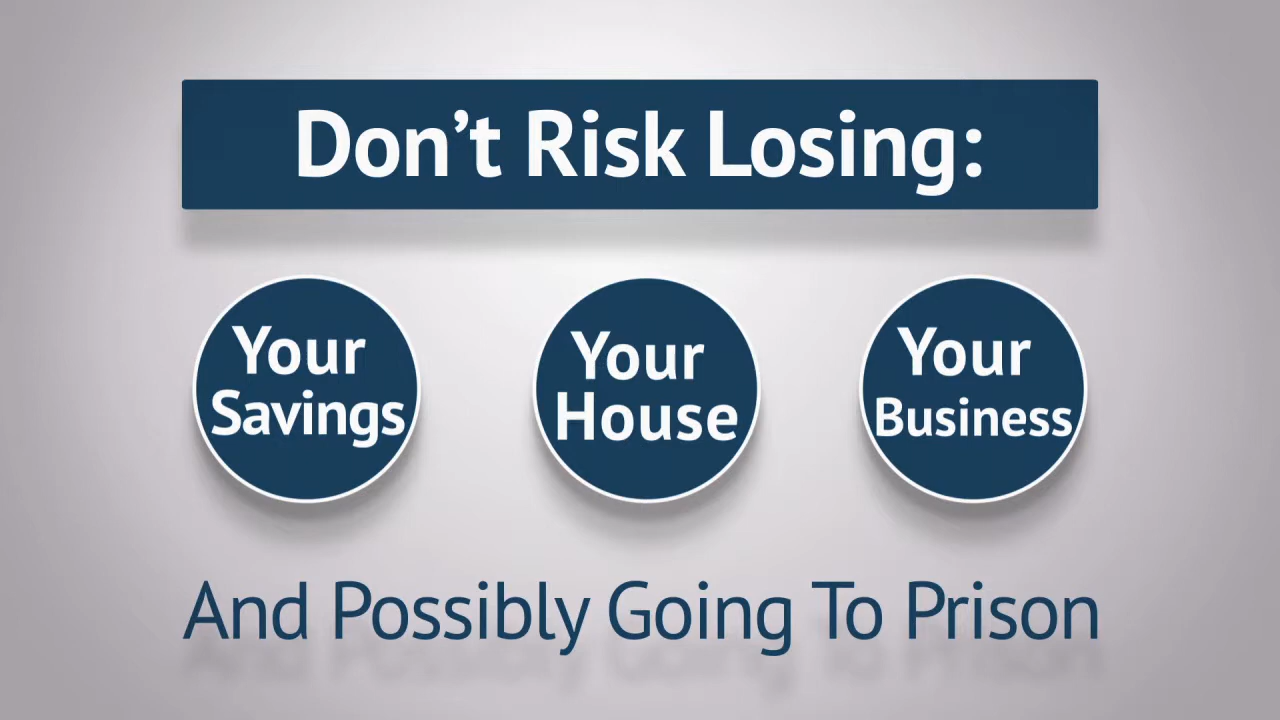 Don’t Risk Losing:
Your
Savings
Your
House
Your
Business
And Possibly Going To Prison